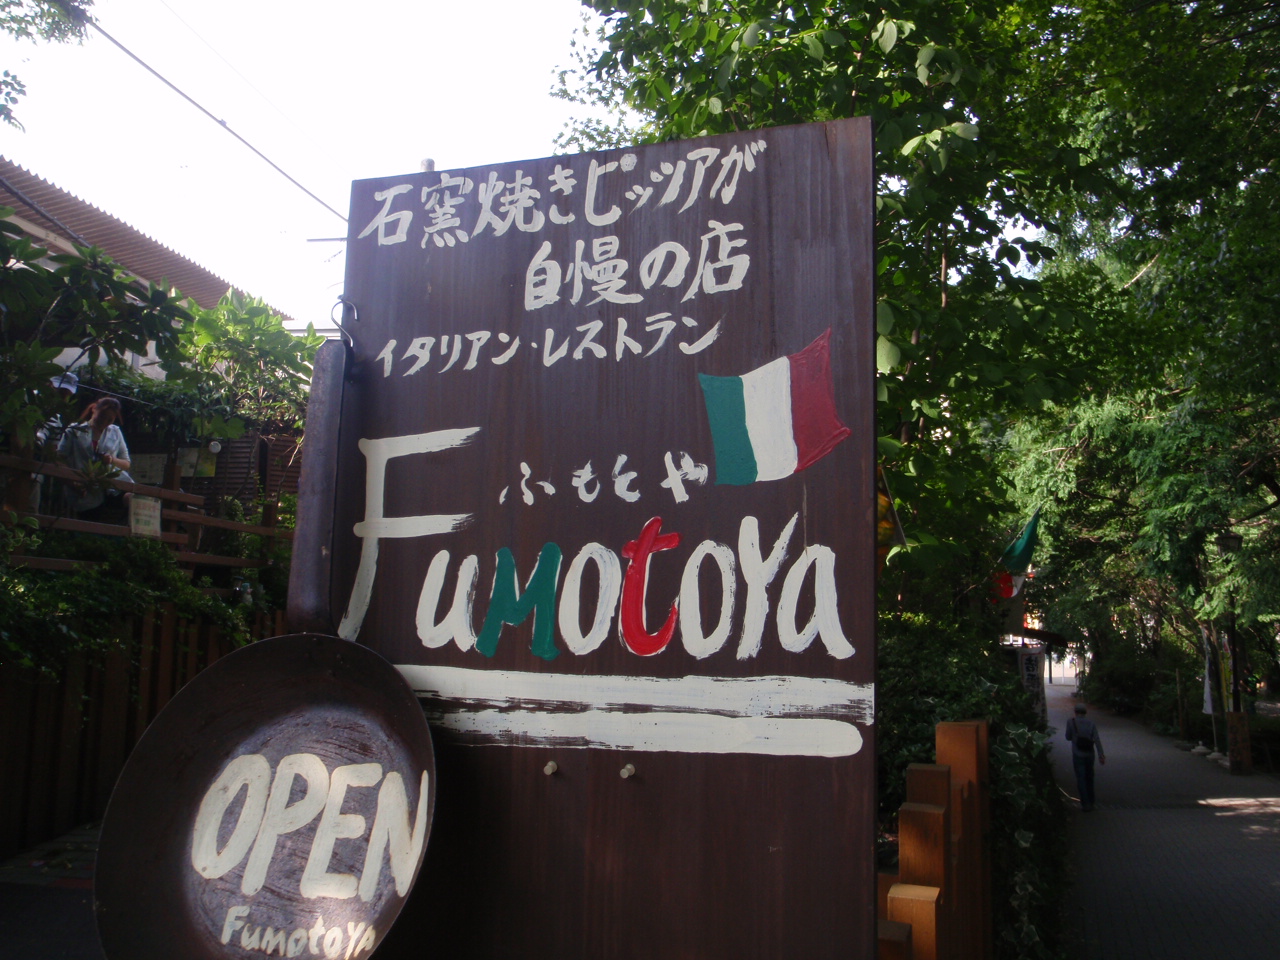 石窯焼きピッツアが
自慢の店
イタリアン・レストラン
ふもとや
FuMotoYa
OPEN
FuMotoYA